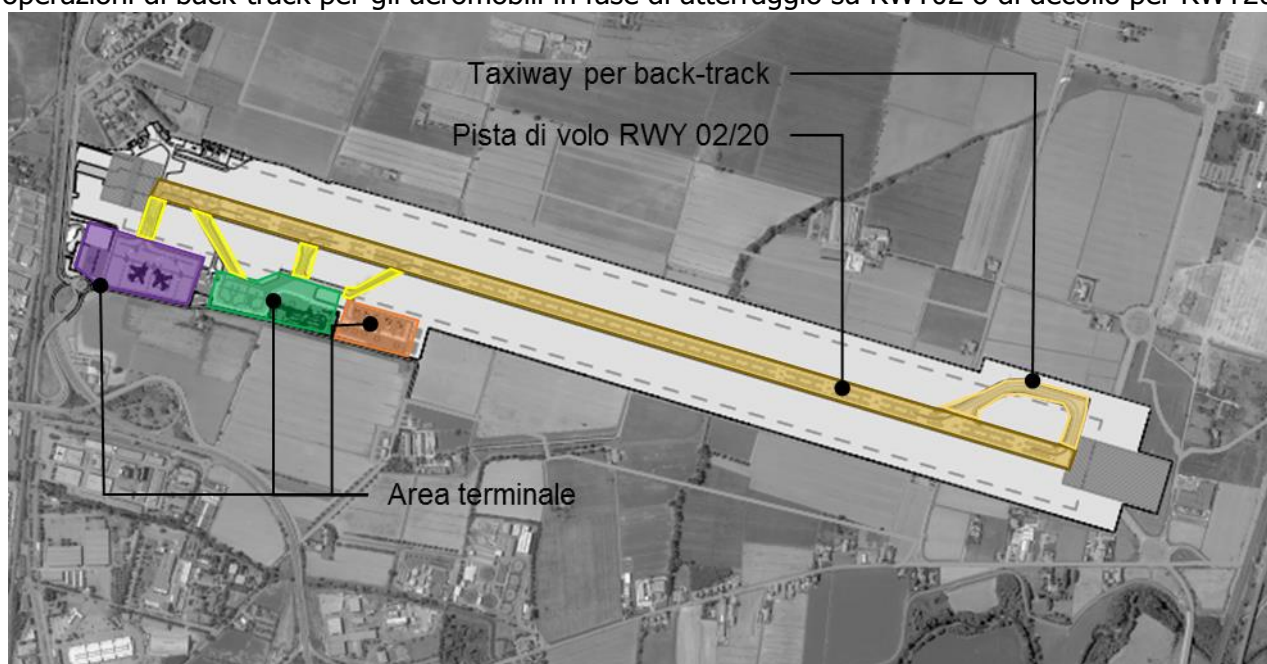 operazioni di back-track per gli aeromobili in fase di atterraggio su RWY02 o di decollo per RWY20
Taxiway per back-track
Pista di volo RWY 02/20
Area terminale